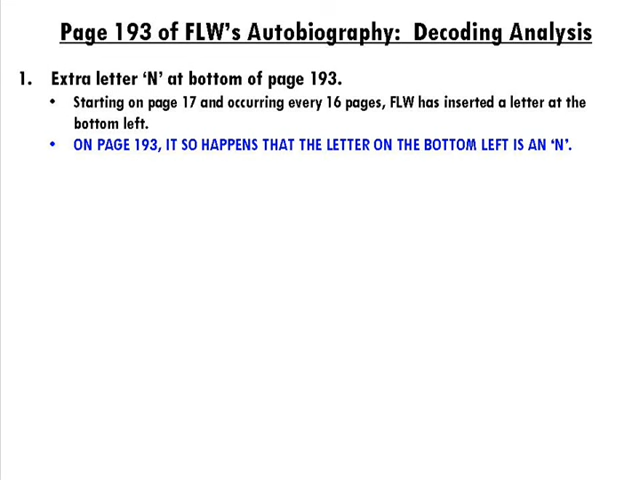 Page 193 of FLW's Autobiography: Decoding Analysis
1. Extra letter ‘N’ at bottom of page 193.
• Starting on page 17 and occurring every 16 pages, FLW has inserted a letter at the
bottom left.
• ON PAGE 193, IT SO HAPPENS THAT THE LETTER ON THE BOTTOM LEFT IS AN ‘N’.